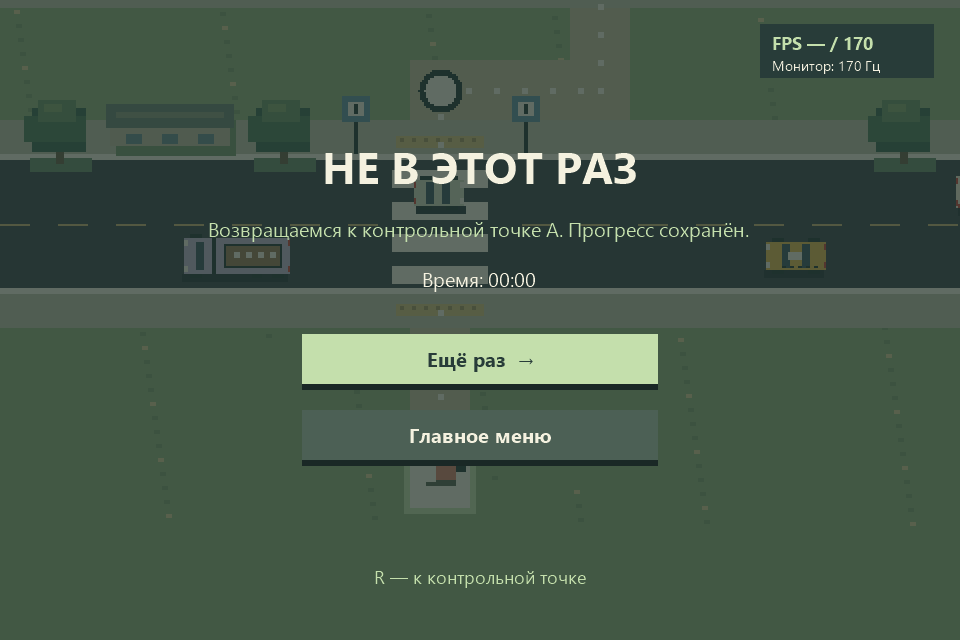 FPS — / 170
Монитор: 170 Гц
НЕ В ЭТОТ РАЗ
Возвращаемся к контрольной точке А. Прогресс сохранён.
Время: 00:00
Ещё раз →
Главное меню
R — к контрольной точке